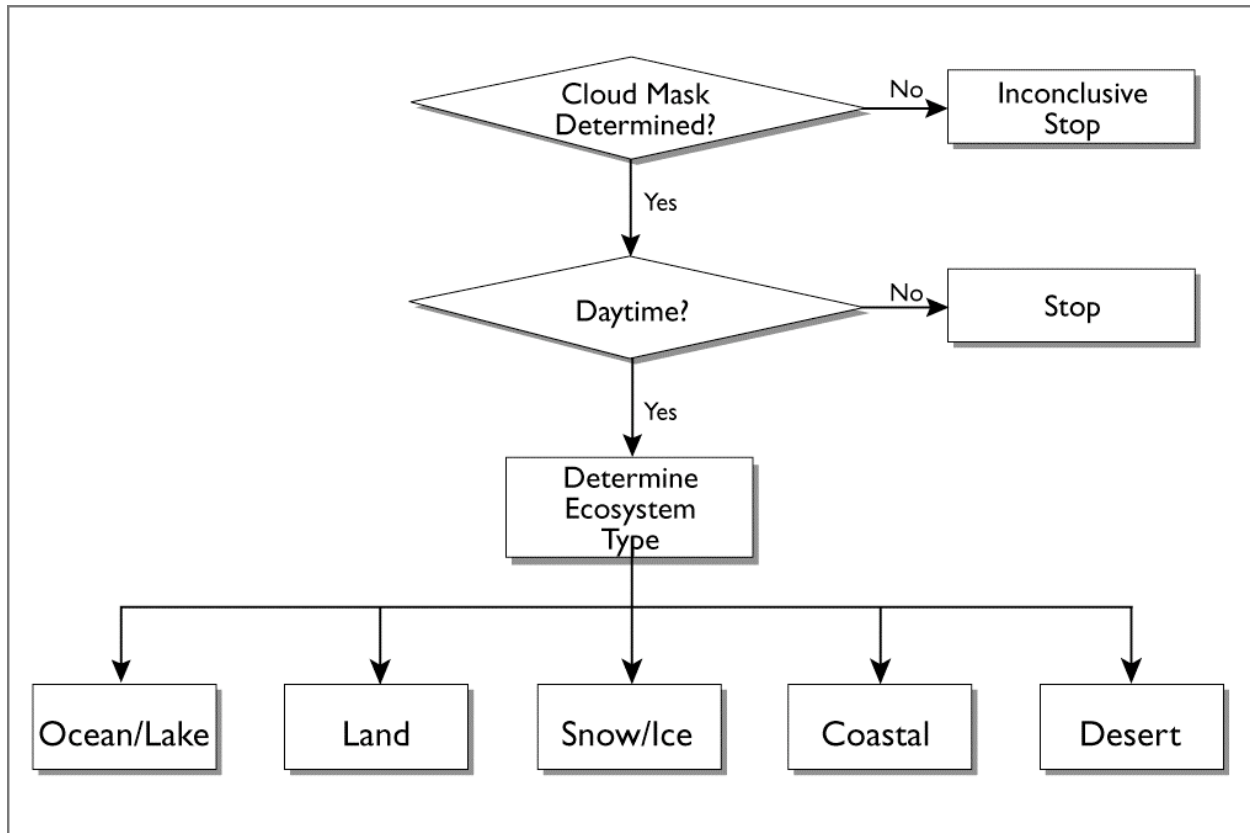 Cloud Mask
Determined?
No
Inconclusive
Stop
Yes
Daytime?
No
Stop
Yes
Determine
Ecosystem
Type
Ocean/Lake
Land
Snow/Ice
Coastal
Desert